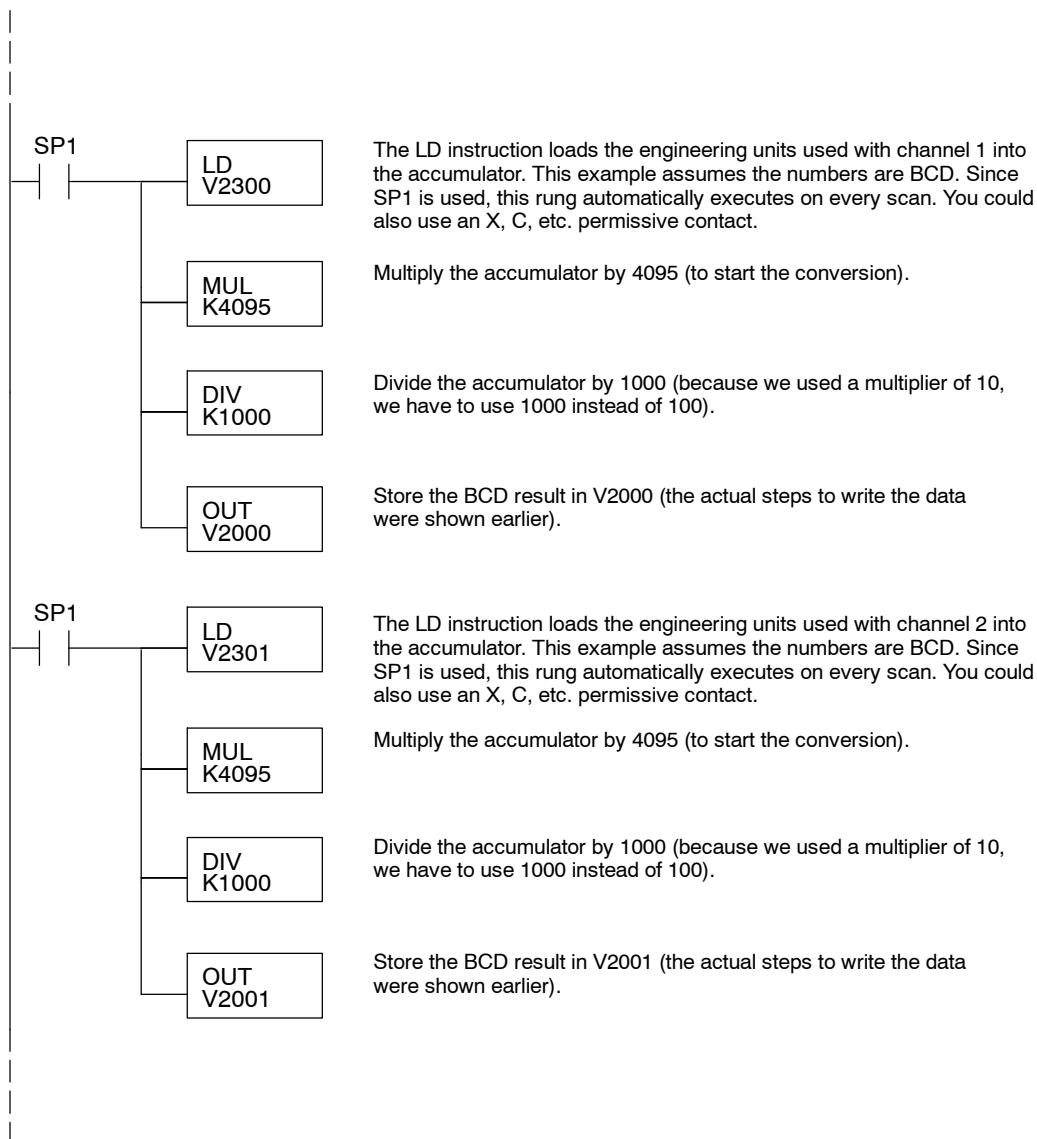 SP1
LD
V2300
The LD instruction loads the engineering units used with channel 1 into
the accumulator. This example assumes the numbers are BCD. Since
SP1 is used, this rung automatically executes on every scan. You could
also use an X, C, etc. permissive contact.
MUL
K4095
Multiply the accumulator by 4095 (to start the conversion).
DIV
K1000
Divide the accumulator by 1000 (because we used a multiplier of 10,
we have to use 1000 instead of 100).
OUT
V2000
Store the BCD result in V2000 (the actual steps to write the data
were shown earlier).
SP1
LD
V2301
The LD instruction loads the engineering units used with channel 2 into
the accumulator. This example assumes the numbers are BCD. Since
SP1 is used, this rung automatically executes on every scan. You could
also use an X, C, etc. permissive contact.
MUL
K4095
Multiply the accumulator by 4095 (to start the conversion).
DIV
K1000
Divide the accumulator by 1000 (because we used a multiplier of 10,
we have to use 1000 instead of 100).
OUT
V2001
Store the BCD result in V2001 (the actual steps to write the data
were shown earlier).